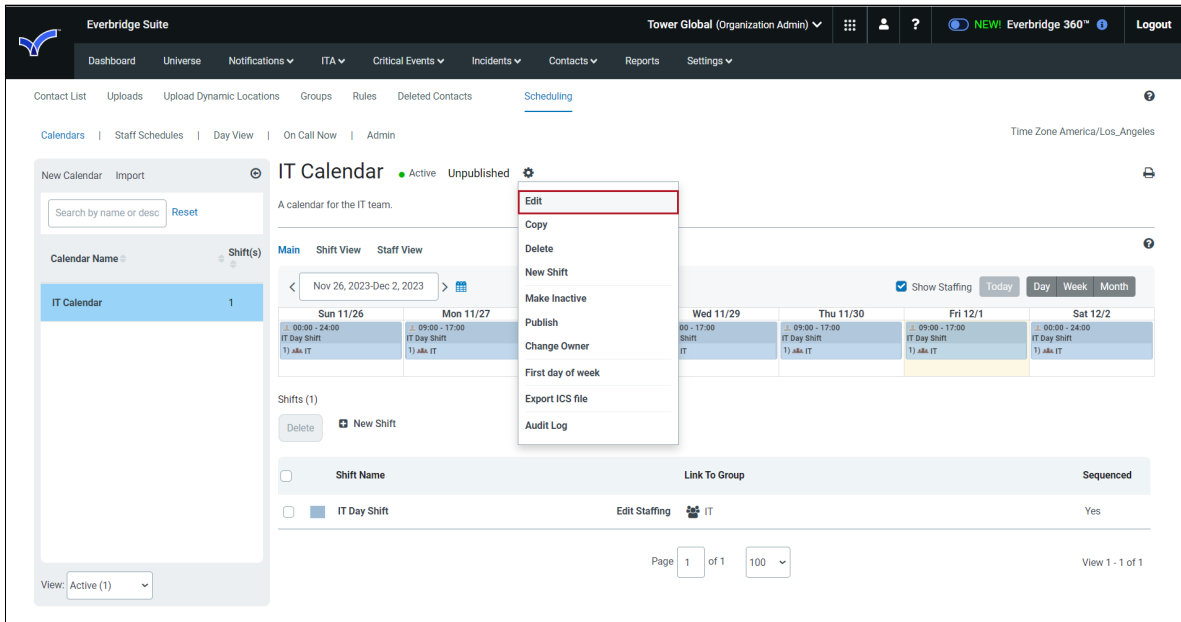 Everbridge Suite
Tower Global (Organization Admin)
?
NEW! Everbridge 360™
Logout
Dashboard Universe Notifications ITA Critical Events Incidents Contacts Reports Settings
Contact List Uploads Upload Dynamic Locations Groups Rules Deleted Contacts Scheduling
Calendars | Staff Schedules | Day View | On Call Now | Admin
Time Zone America/Los_Angeles
New Calendar Import
Search by name or desc Reset
Calendar Name Shift(s)
IT Calendar 1
View: Active (1)
IT Calendar Active Unpublished
A calendar for the IT team.
Edit
Copy
Delete
New Shift
Make Inactive
Publish
Change Owner
First day of week
Export ICS file
Audit Log
Main Shift View Staff View
Nov 26, 2023-Dec 2, 2023
Show Staffing Today Day Week Month
Sun 11/26 Mon 11/27 Wed 11/29 Thu 11/30 Fri 12/1 Sat 12/2
00:00 - 24:00 09:00 - 17:00 00 - 17:00 09:00 - 17:00 09:00 - 17:00 00:00 - 24:00
IT Day Shift IT Day Shift Shift IT Day Shift IT Day Shift IT Day Shift
1) IT 1) IT IT 1) IT 1) IT 1) IT
Shifts (1)
Delete New Shift
Shift Name Link To Group Sequenced
IT Day Shift Edit Staffing IT Yes
Page 1 of 1 100 View 1 - 1 of 1